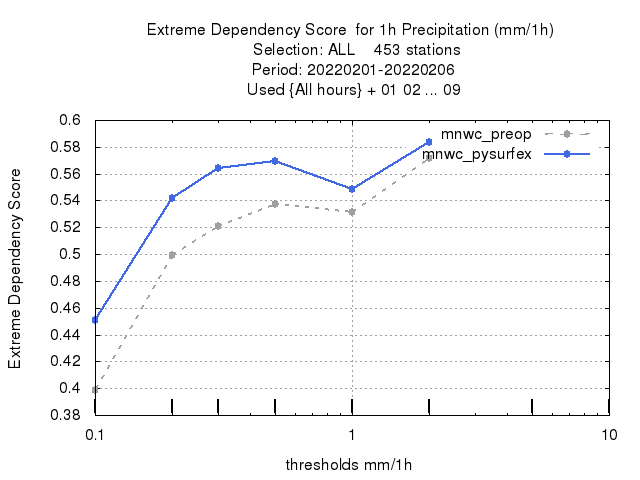 Extreme Dependency Score  for 1h Precipitation (mm/1h)
Selection: ALL    453 stations
Period: 20220201-20220206
Used {All hours} + 01 02 ... 09
0.6
mnwc_preop
0.58
mnwc_pysurfex
0.56
0.54
0.52
0.5
0.48
0.46
0.44
0.42
0.4
0.38
Extreme Dependency Score
0.1
1
10
thresholds mm/1h